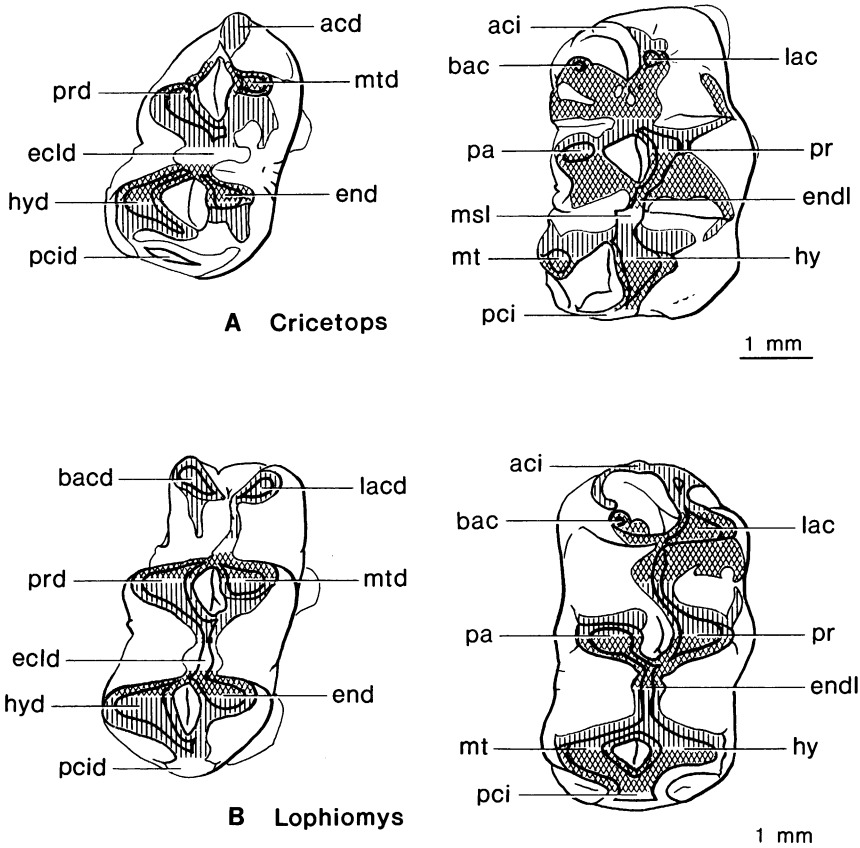 acd
prd
mtd
ecld
hyd
end
pcid
A Cricetops
aci
bac
lac
pa
pr
endl
msl
mt
hy
pci
1 mm
bacd
lacd
prd
mtd
ecld
hyd
end
pcid
B Lophiomys
aci
bac
lac
pa
pr
endl
mt
hy
pci
1 mm